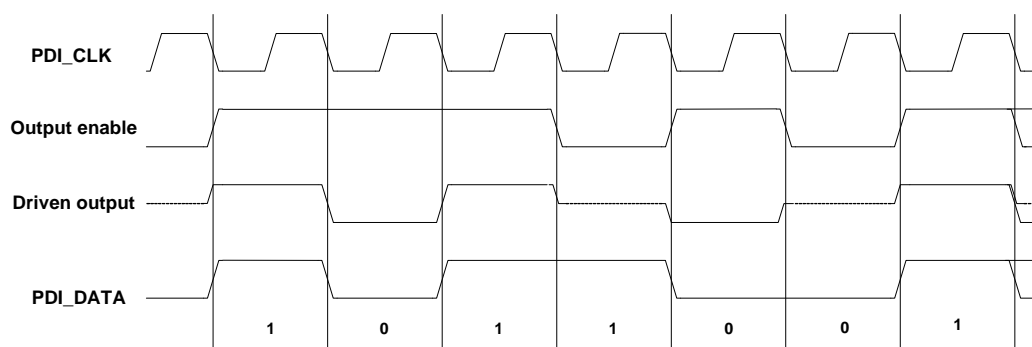 PDI_CLK
Output enable
Driven output
PDI_DATA
1 0 1 1 0 0 1